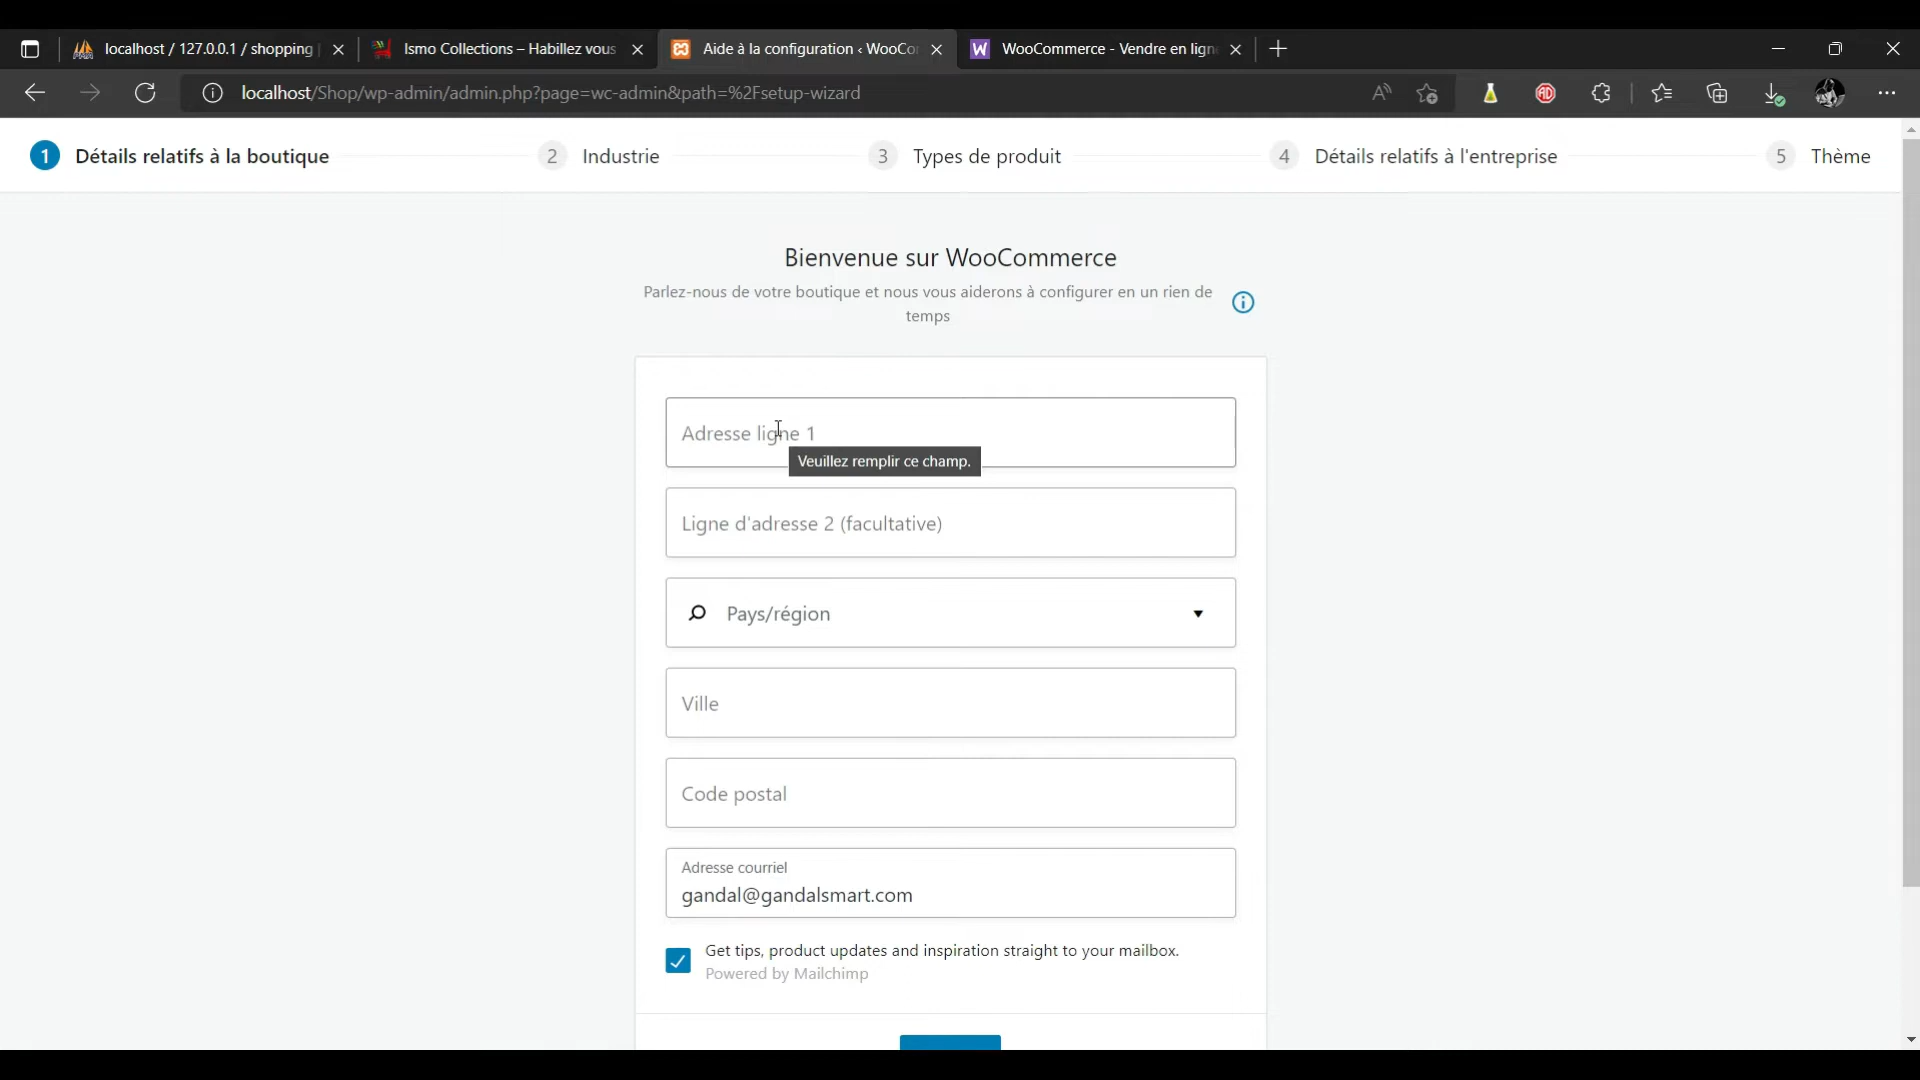 localhost / 127.0.0.1 / shopping
Ismo Collections – Habillez vous
Aide à la configuration ‹ WooCo
WooCommerce - Vendre en lign
localhost/Shop/wp-admin/admin.php?page=wc-admin&path=%2Fsetup-wizard
1 Détails relatifs à la boutique
2 Industrie
3 Types de produit
4 Détails relatifs à l'entreprise
5 Thème
Bienvenue sur WooCommerce
Parlez-nous de votre boutique et nous vous aiderons à configurer en un rien de
temps
Adresse ligne 1
Veuillez remplir ce champ.
Ligne d'adresse 2 (facultative)
Pays/région
Ville
Code postal
Adresse courriel
gandal@gandalsmart.com
Get tips, product updates and inspiration straight to your mailbox.
Powered by Mailchimp